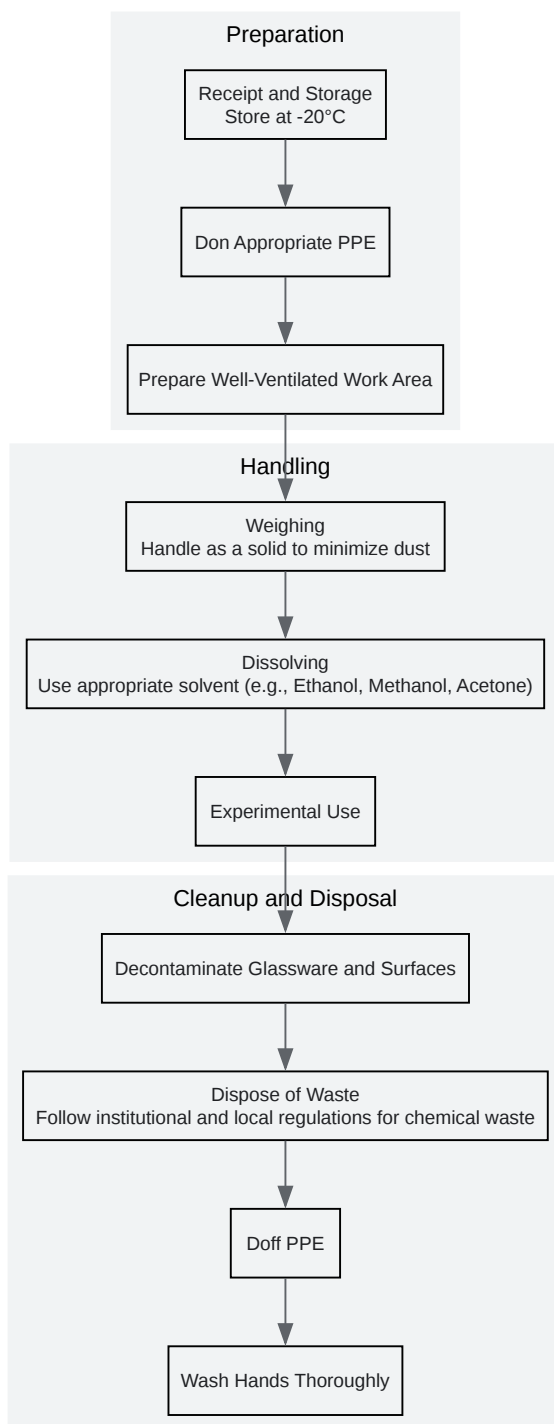 Preparation
Receipt and Storage
Store at -20°C
Don Appropriate PPE
Prepare Well-Ventilated Work Area
Handling
Weighing
Handle as a solid to minimize dust
Dissolving
Use appropriate solvent (e.g., Ethanol, Methanol, Acetone)
Experimental Use
Cleanup and Disposal
Decontaminate Glassware and Surfaces
Dispose of Waste
Follow institutional and local regulations for chemical waste
Doff PPE
Wash Hands Thoroughly